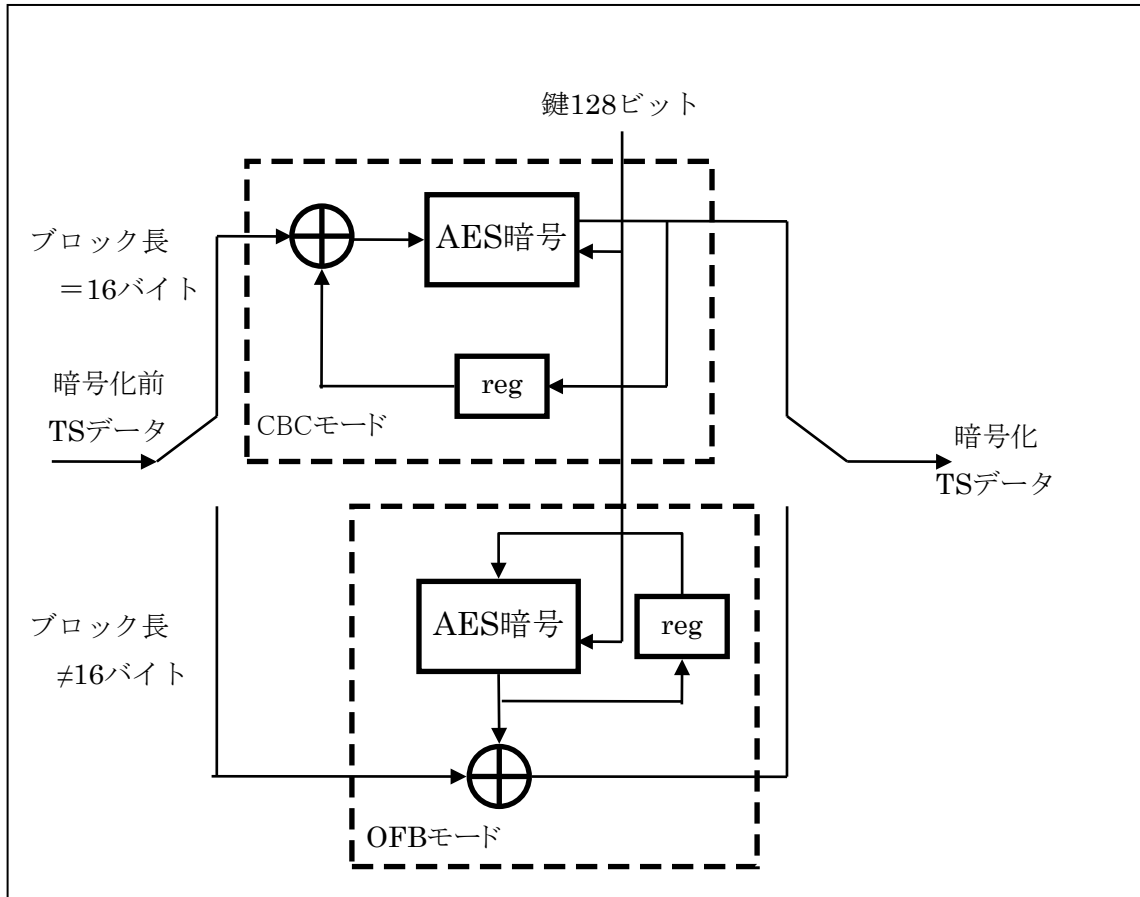 鍵128ビット
ブロック長
＝16バイト
AES暗号
reg
CBCモード
暗号化前
TSデータ
暗号化
TSデータ
ブロック長
≠16バイト
AES暗号
reg
OFBモード